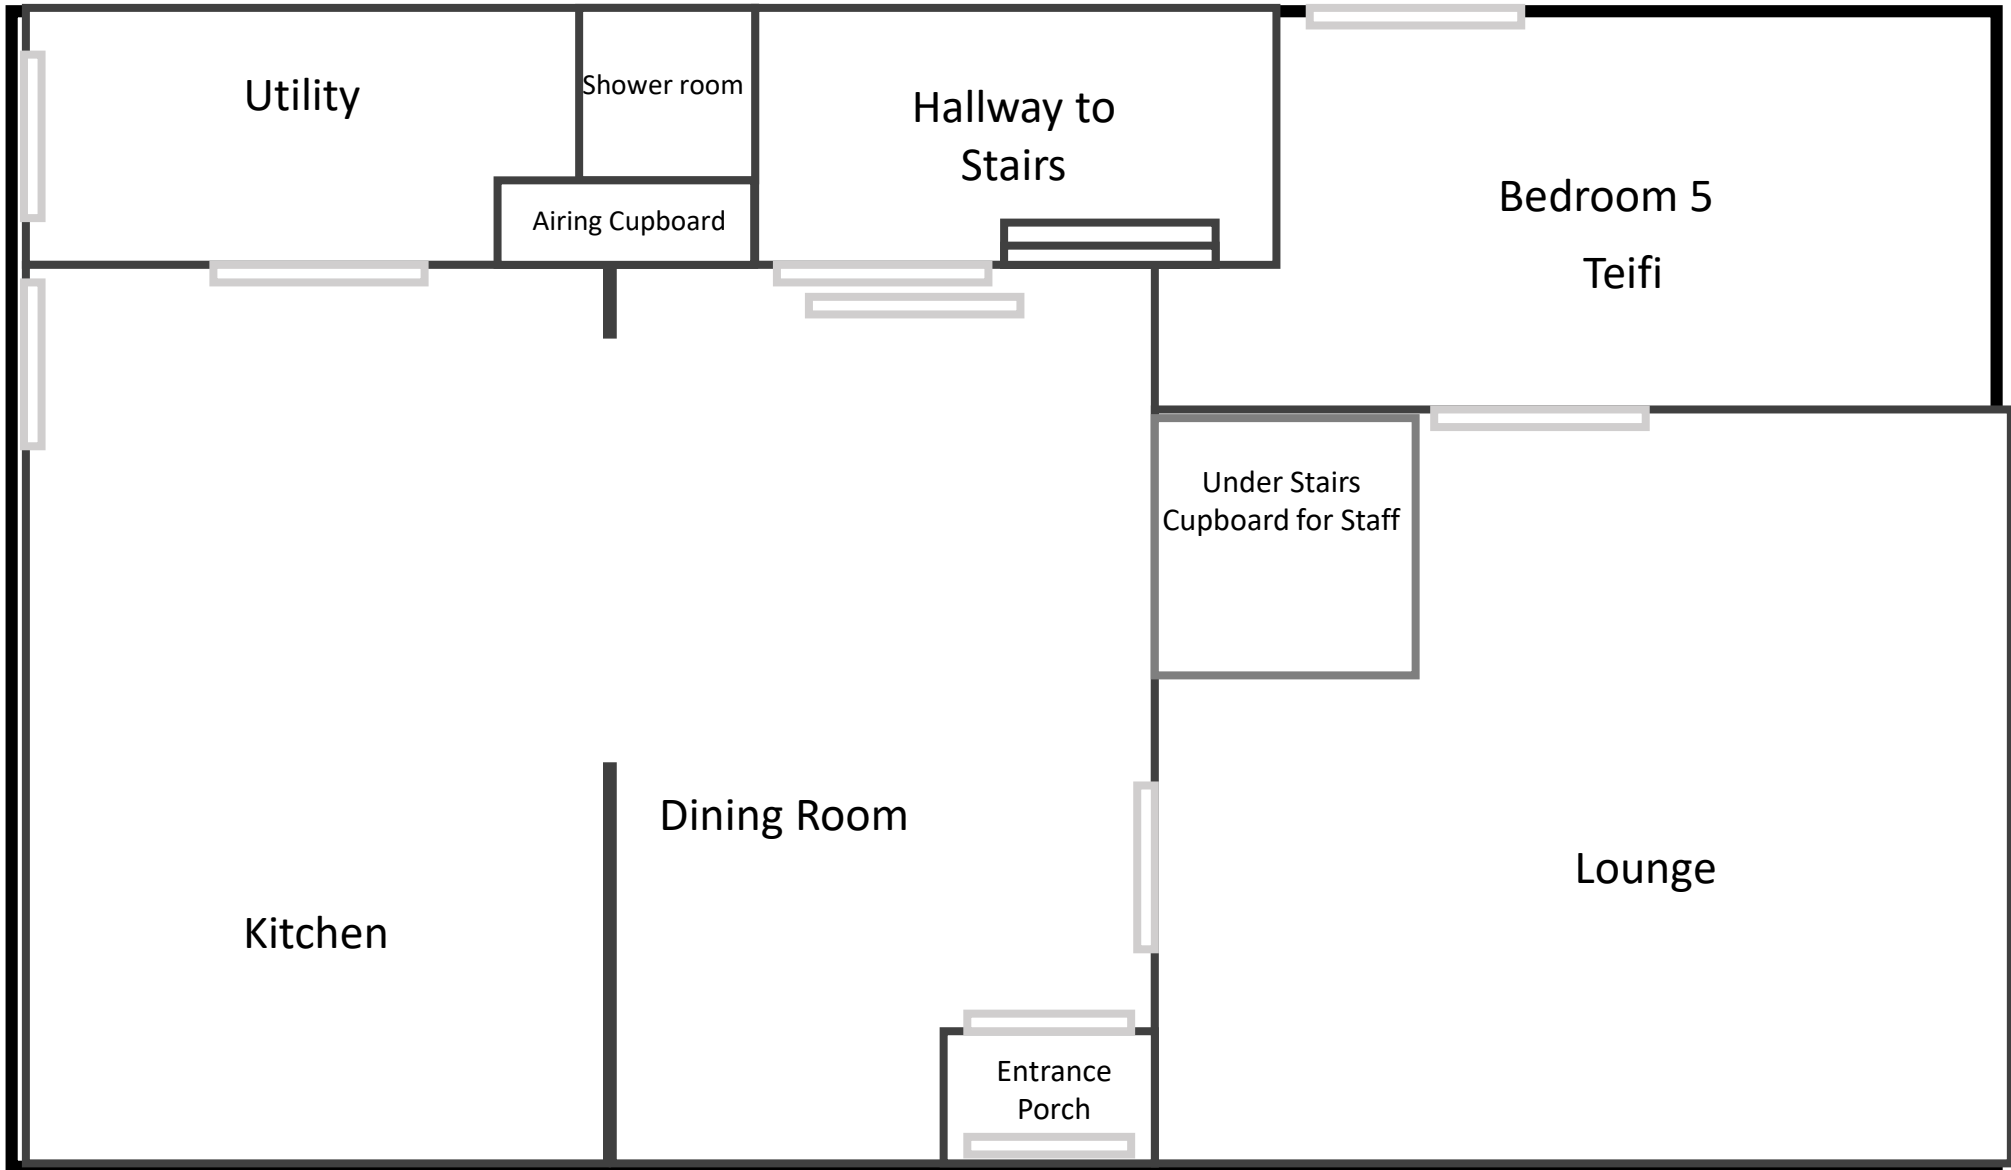 Utility
Shower room
Hallway to
Stairs
Airing Cupboard
Bedroom 5
Teifi
Under Stairs
Cupboard for Staff
Dining Room
Lounge
Kitchen
Entrance
Porch